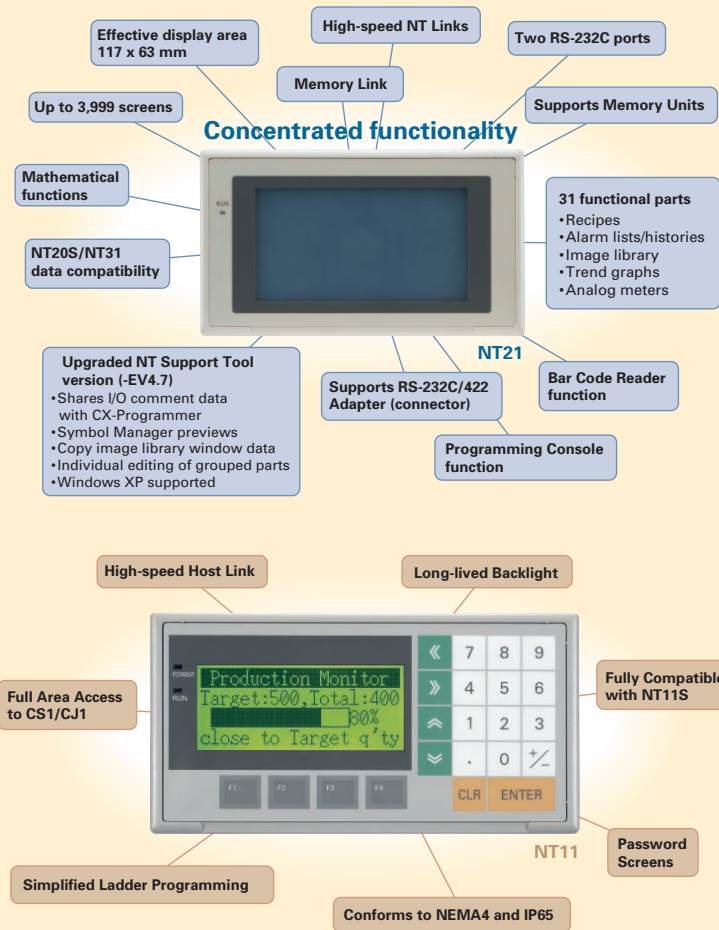 Effective display area
117 x 63 mm
High-speed NT Links
Two RS-232C ports
Memory Link
Up to 3,999 screens
Supports Memory Units
Concentrated functionality
Mathematical
functions
RUN
31 functional parts
•Recipes
•Alarm lists/histories
•Image library
•Trend graphs
•Analog meters
NT20S/NT31
data compatibility
NT21
Upgraded NT Support Tool
version (-EV4.7)
•Shares I/O comment data
with CX-Programmer
•Symbol Manager previews
•Copy image library window data
•Individual editing of grouped parts
•Windows XP supported
Supports RS-232C/422
Adapter (connector)
Bar Code Reader
function
Programming Console
function
High-speed Host Link
Long-lived Backlight
Full Area Access
to CS1/CJ1
POWER
RUN
Production Monitor
Target:500,Total:400
80%
close to Target q'ty
« 7 8 9
» 4 5 6
1 2 3
. 0 +/-
CLR ENTER
F1 F2 F3 F4
Fully Compatible
with NT11S
NT11
Password
Screens
Simplified Ladder Programming
Conforms to NEMA4 and IP65